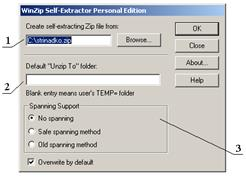 WinZip Self-Extractor Personal Edition
Create self-extracting Zip file from:
OK
1
C:\strinadko.zip
Browse...
Close
Default "Unzip To" folder:
About...
2
Help
Blank entry means user's TEMP= folder
Spanning Support
No spanning
Safe spanning method
Old spanning method
3
Overwrite by default